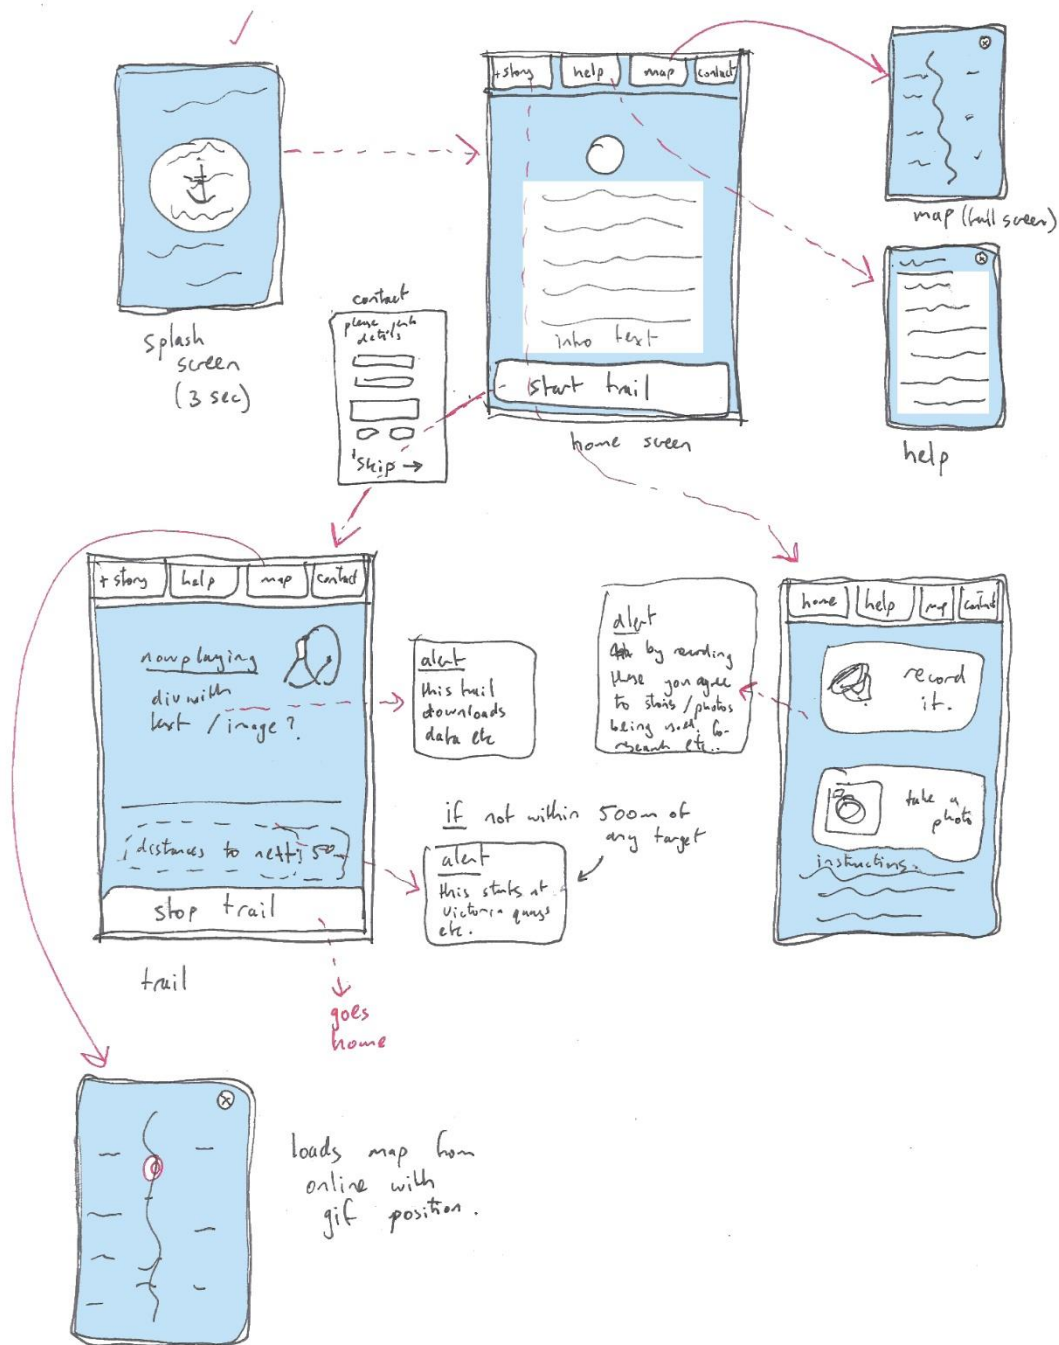 splash
screen
(3 sec)
+story
help
map
contact
intro text
start trail
home screen
map (full screen)
help
contact
please
details
skip →
+ story
help
map
contact
now playing
div with
text / image?
distances to
50m
stop trail
trail
goes
home
alert
this trail
downloads
data etc
if not within 500m of
any target
alert
this starts at
victoria quays
etc.
alert
by recording
these you agree
to stories/photos
being used for
research etc..
home
help
map
contact
record
it.
take a
photo
instructions.
loads map from
online with
gif position.